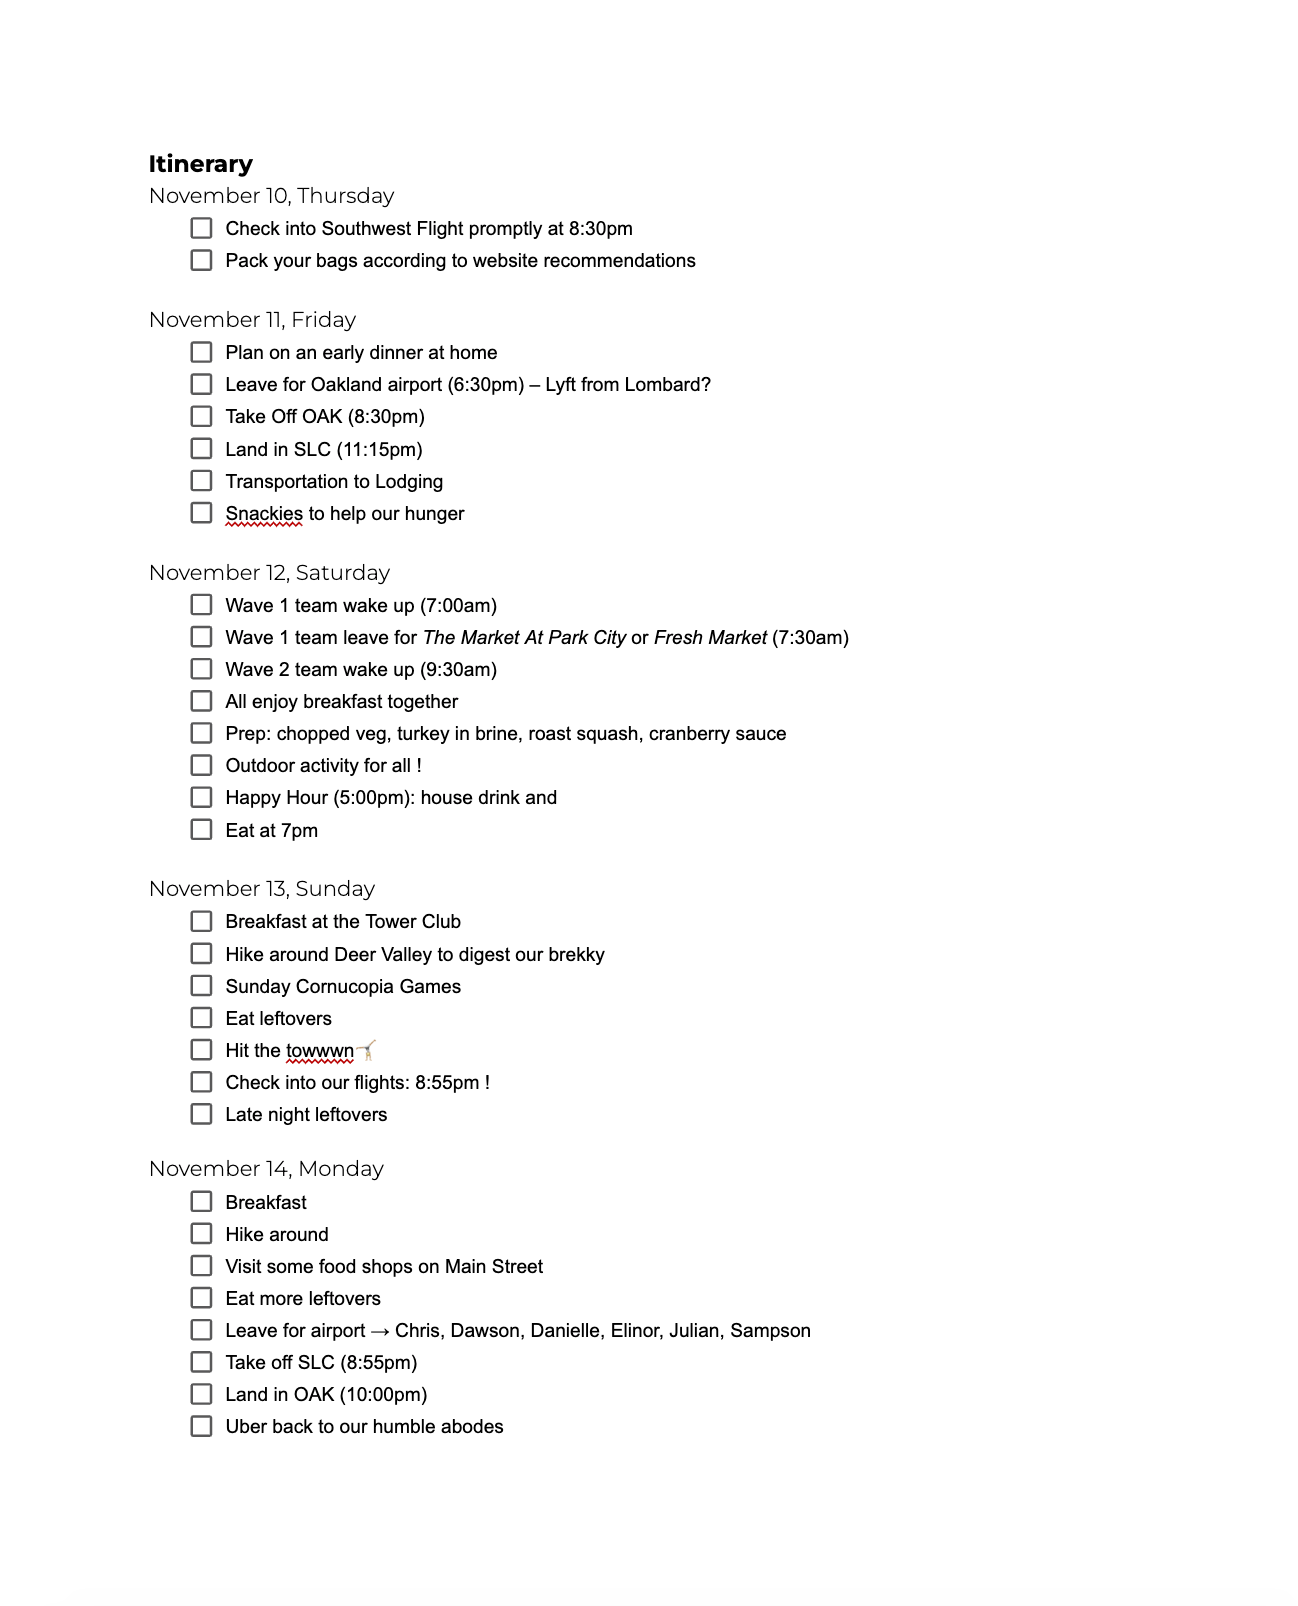 Itinerary
November 10, Thursday
Check into Southwest Flight promptly at 8:30pm
Pack your bags according to website recommendations
November 11, Friday
Plan on an early dinner at home
Leave for Oakland airport (6:30pm) – Lyft from Lombard?
Take Off OAK (8:30pm)
Land in SLC (11:15pm)
Transportation to Lodging
Snackies to help our hunger
November 12, Saturday
Wave 1 team wake up (7:00am)
Wave 1 team leave for The Market At Park City or Fresh Market (7:30am)
Wave 2 team wake up (9:30am)
All enjoy breakfast together
Prep: chopped veg, turkey in brine, roast squash, cranberry sauce
Outdoor activity for all !
Happy Hour (5:00pm): house drink and
Eat at 7pm
November 13, Sunday
Breakfast at the Tower Club
Hike around Deer Valley to digest our brekky
Sunday Cornucopia Games
Eat leftovers
Hit the towwwn
Check into our flights: 8:55pm !
Late night leftovers
November 14, Monday
Breakfast
Hike around
Visit some food shops on Main Street
Eat more leftovers
Leave for airport → Chris, Dawson, Danielle, Elinor, Julian, Sampson
Take off SLC (8:55pm)
Land in OAK (10:00pm)
Uber back to our humble abodes